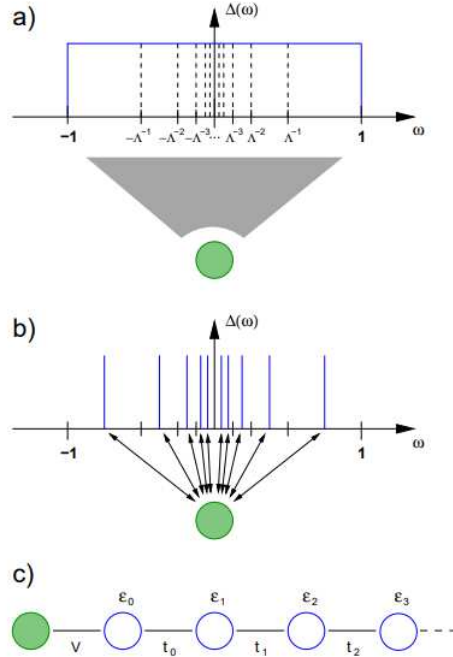 a)
Δ(ω)
-1 -Λ⁻¹ -Λ⁻² -Λ⁻³ ... Λ⁻³ Λ⁻² Λ⁻¹ 1 ω
b)
Δ(ω)
-1 1 ω
c)
ε₀ ε₁ ε₂ ε₃
V t₀ t₁ t₂